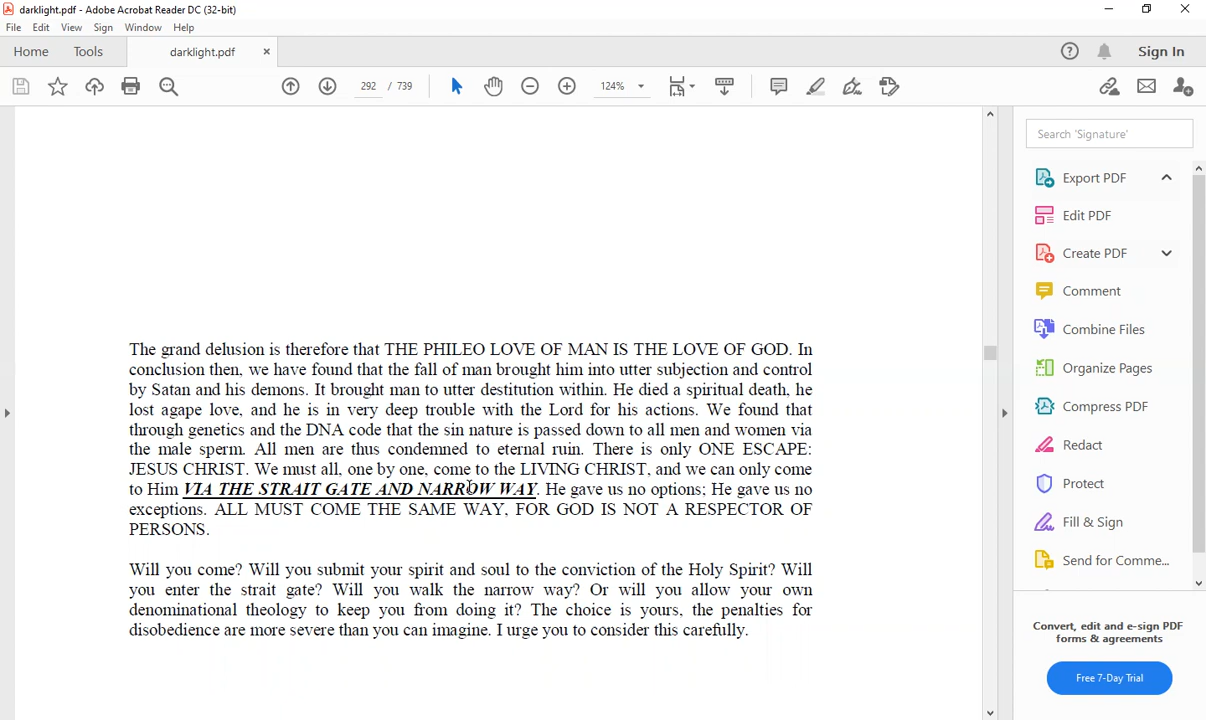 darklight.pdf - Adobe Acrobat Reader DC (32-bit)
File Edit View Sign Window Help
Home Tools darklight.pdf × ? Sign In
292 / 739 124%
Search 'Signature'
Export PDF
Edit PDF
Create PDF
Comment
Combine Files
Organize Pages
Compress PDF
Redact
Protect
Fill & Sign
Send for Comme...
Convert, edit and e-sign PDF
forms & agreements
Free 7-Day Trial
The grand delusion is therefore that THE PHILEO LOVE OF MAN IS THE LOVE OF GOD. In
conclusion then, we have found that the fall of man brought him into utter subjection and control
by Satan and his demons. It brought man to utter destitution within. He died a spiritual death, he
lost agape love, and he is in very deep trouble with the Lord for his actions. We found that
through genetics and the DNA code that the sin nature is passed down to all men and women via
the male sperm. All men are thus condemned to eternal ruin. There is only ONE ESCAPE:
JESUS CHRIST. We must all, one by one, come to the LIVING CHRIST, and we can only come
to Him VIA THE STRAIT GATE AND NARROW WAY. He gave us no options; He gave us no
exceptions. ALL MUST COME THE SAME WAY, FOR GOD IS NOT A RESPECTOR OF
PERSONS.
Will you come? Will you submit your spirit and soul to the conviction of the Holy Spirit? Will
you enter the strait gate? Will you walk the narrow way? Or will you allow your own
denominational theology to keep you from doing it? The choice is yours, the penalties for
disobedience are more severe than you can imagine. I urge you to consider this carefully.